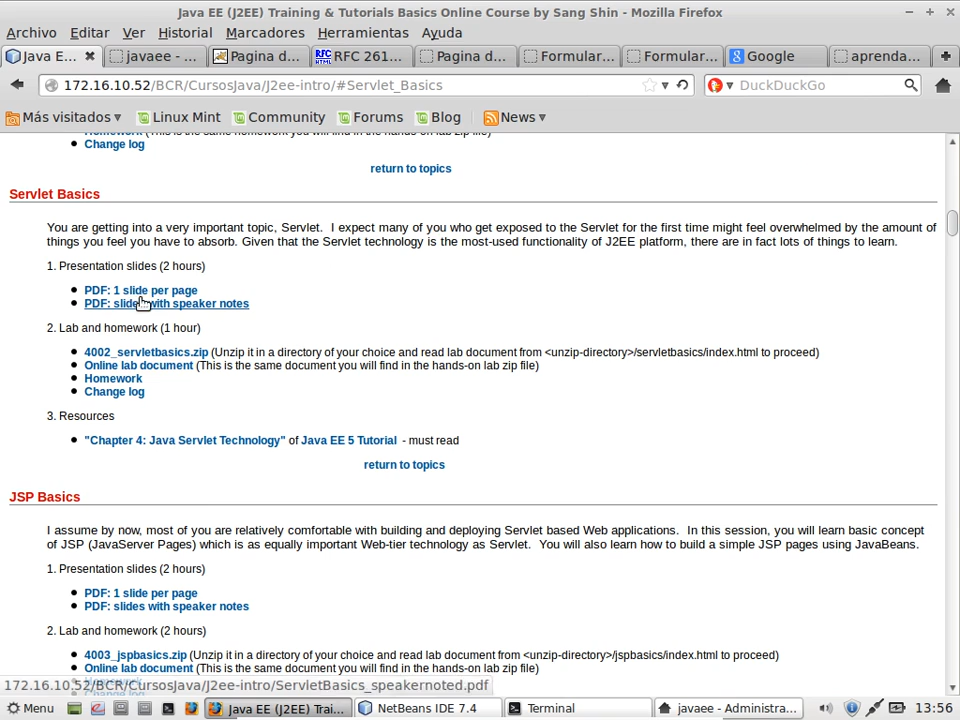 Java EE (J2EE) Training & Tutorials Basics Online Course by Sang Shin - Mozilla Firefox
Archivo Editar Ver Historial Marcadores Herramientas Ayuda
Java E... javaee - ... Pagina d... RFC 261... Pagina d... Formular... Formular... Google aprenda...
172.16.10.52/BCR/CursosJava/J2ee-intro/#Servlet_Basics DuckDuckGo
Más visitados Linux Mint Community Forums Blog News
Homework (This is the same homework you will find in the hands-on lab zip file)
Change log
return to topics
Servlet Basics
You are getting into a very important topic, Servlet. I expect many of you who get exposed to the Servlet for the first time might feel overwhelmed by the amount of
things you feel you have to absorb. Given that the Servlet technology is the most-used functionality of J2EE platform, there are in fact lots of things to learn.
1. Presentation slides (2 hours)
PDF: 1 slide per page
PDF: slides with speaker notes
2. Lab and homework (1 hour)
4002_servletbasics.zip (Unzip it in a directory of your choice and read lab document from <unzip-directory>/servletbasics/index.html to proceed)
Online lab document (This is the same document you will find in the hands-on lab zip file)
Homework
Change log
3. Resources
"Chapter 4: Java Servlet Technology" of Java EE 5 Tutorial - must read
return to topics
JSP Basics
I assume by now, most of you are relatively comfortable with building and deploying Servlet based Web applications. In this session, you will learn basic concept
of JSP (JavaServer Pages) which is as equally important Web-tier technology as Servlet. You will also learn how to build a simple JSP pages using JavaBeans.
1. Presentation slides (2 hours)
PDF: 1 slide per page
PDF: slides with speaker notes
2. Lab and homework (2 hours)
4003_jspbasics.zip (Unzip it in a directory of your choice and read lab document from <unzip-directory>/jspbasics/index.html to proceed)
Online lab document (This is the same document you will find in the hands-on lab zip file)
172.16.10.52/BCR/CursosJava/J2ee-intro/ServletBasics_speakernoted.pdf
Menu Java EE (J2EE) Trai... NetBeans IDE 7.4 Terminal javaee - Administra... 13:56